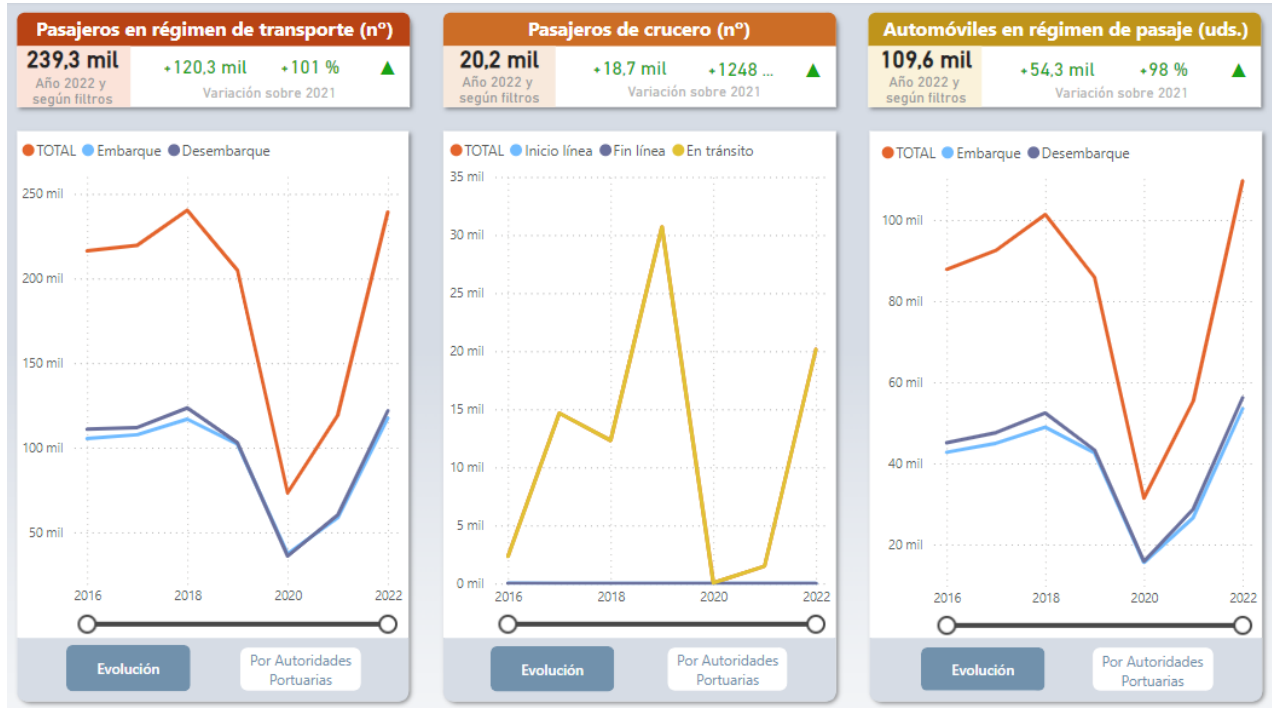 Pasajeros en régimen de transporte (nº)
239,3 mil
Año 2022 y
según filtros
+120,3 mil +101 % ▲
Variación sobre 2021
TOTAL Embarque Desembarque
250 mil
200 mil
150 mil
100 mil
50 mil
2016 2018 2020 2022
Evolución
Por Autoridades
Portuarias
Pasajeros de crucero (nº)
20,2 mil
Año 2022 y
según filtros
+18,7 mil +1248 ... ▲
Variación sobre 2021
TOTAL Inicio línea Fin línea En tránsito
35 mil
30 mil
25 mil
20 mil
15 mil
10 mil
5 mil
0 mil
2016 2018 2020 2022
Evolución
Por Autoridades
Portuarias
Automóviles en régimen de pasaje (uds.)
109,6 mil
Año 2022 y
según filtros
+54,3 mil +98 % ▲
Variación sobre 2021
TOTAL Embarque Desembarque
100 mil
80 mil
60 mil
40 mil
20 mil
2016 2018 2020 2022
Evolución
Por Autoridades
Portuarias